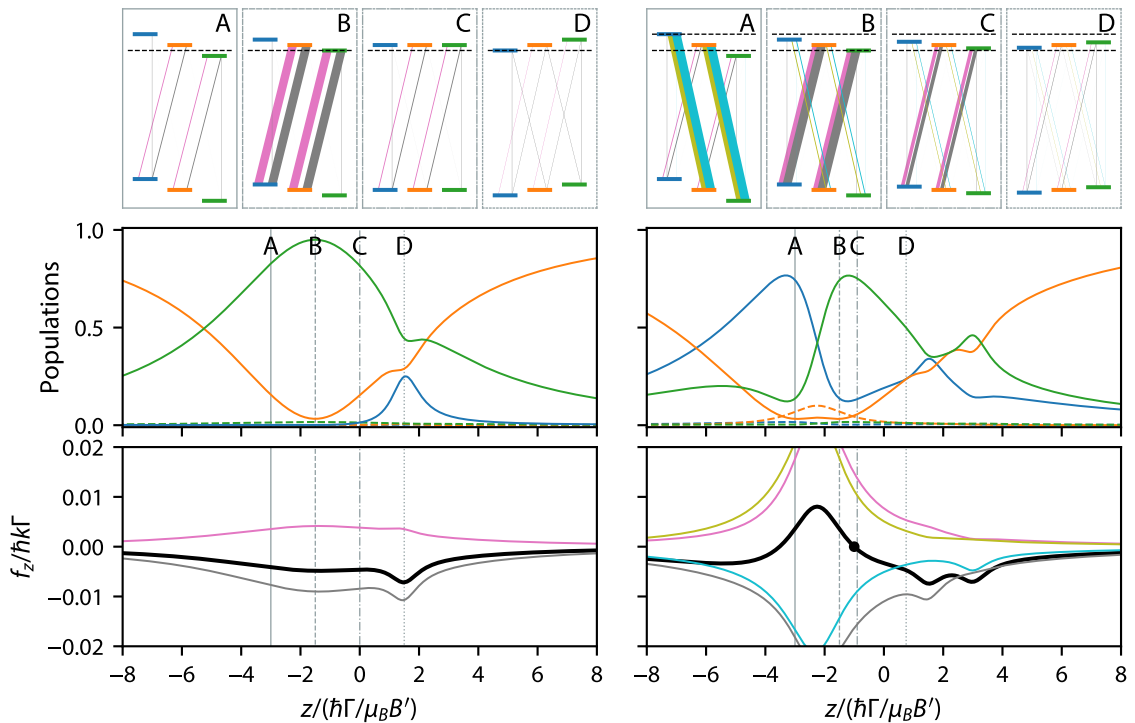 A B C D A B C D
1.0
A B C D A B C D
Populations
0.5
0.0
0.02
0.01
f_z/ħkΓ
0.00
−0.01
−0.02
−8 −6 −4 −2 0 2 4 6 8 −8 −6 −4 −2 0 2 4 6 8
z/(ħΓ/μ_BB′) z/(ħΓ/μ_BB′)